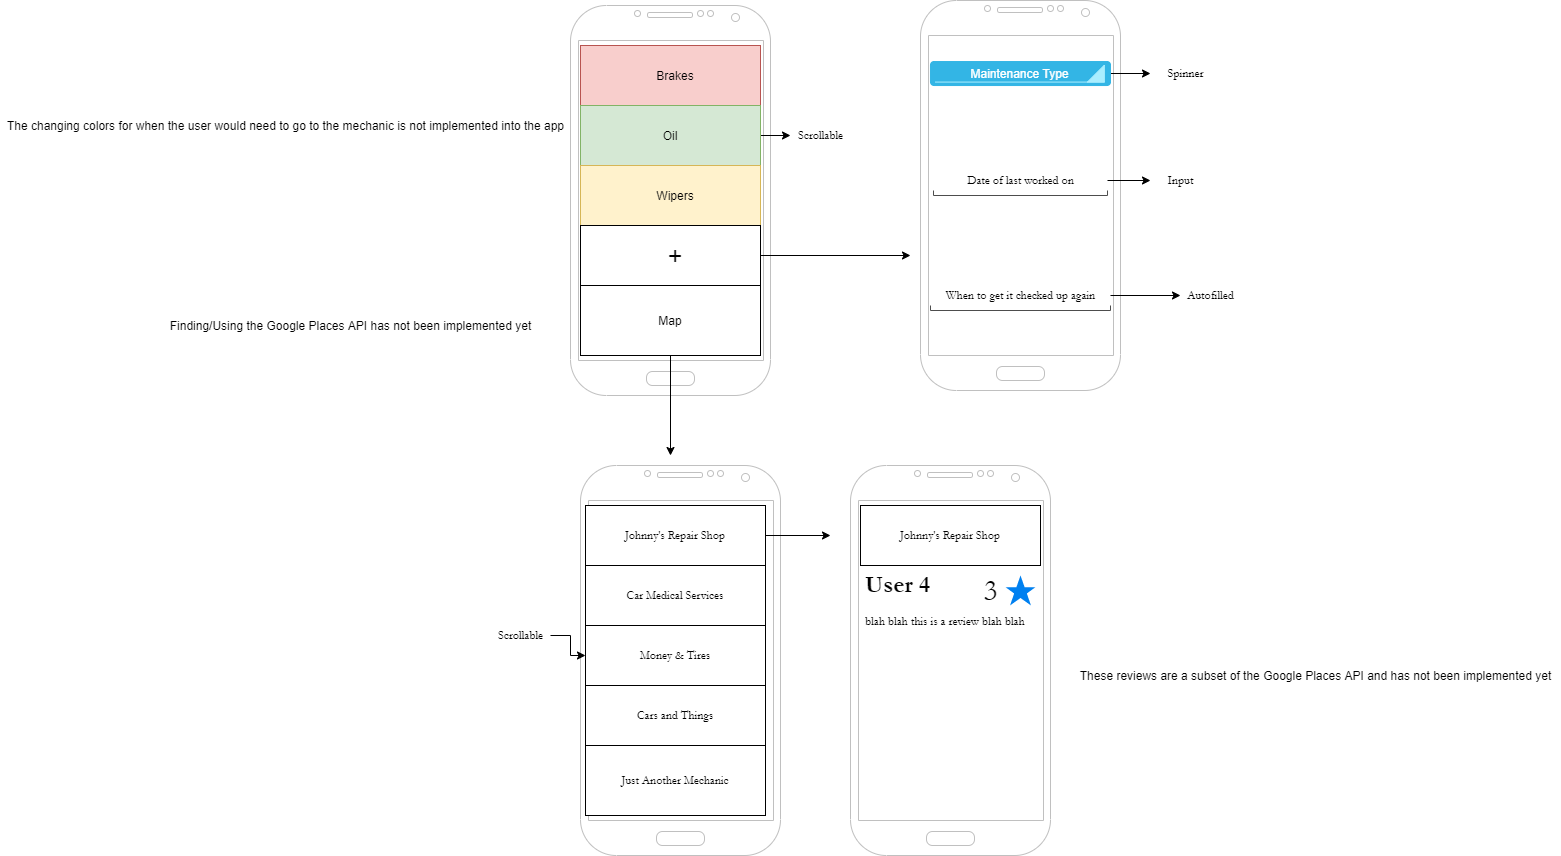 Brakes
Maintenance Type
Spinner
The changing colors for when the user would need to go to the mechanic is not implemented into the app
Oil
Scrollable
Wipers
Date of last worked on
Input
+
When to get it checked up again
Autofilled
Finding/Using the Google Places API has not been implemented yet
Map
Johnny's Repair Shop
Johnny's Repair Shop
Car Medical Services
User 4
3
blah blah this is a review blah blah
Scrollable
Money & Tires
These reviews are a subset of the Google Places API and has not been implemented yet
Cars and Things
Just Another Mechanic